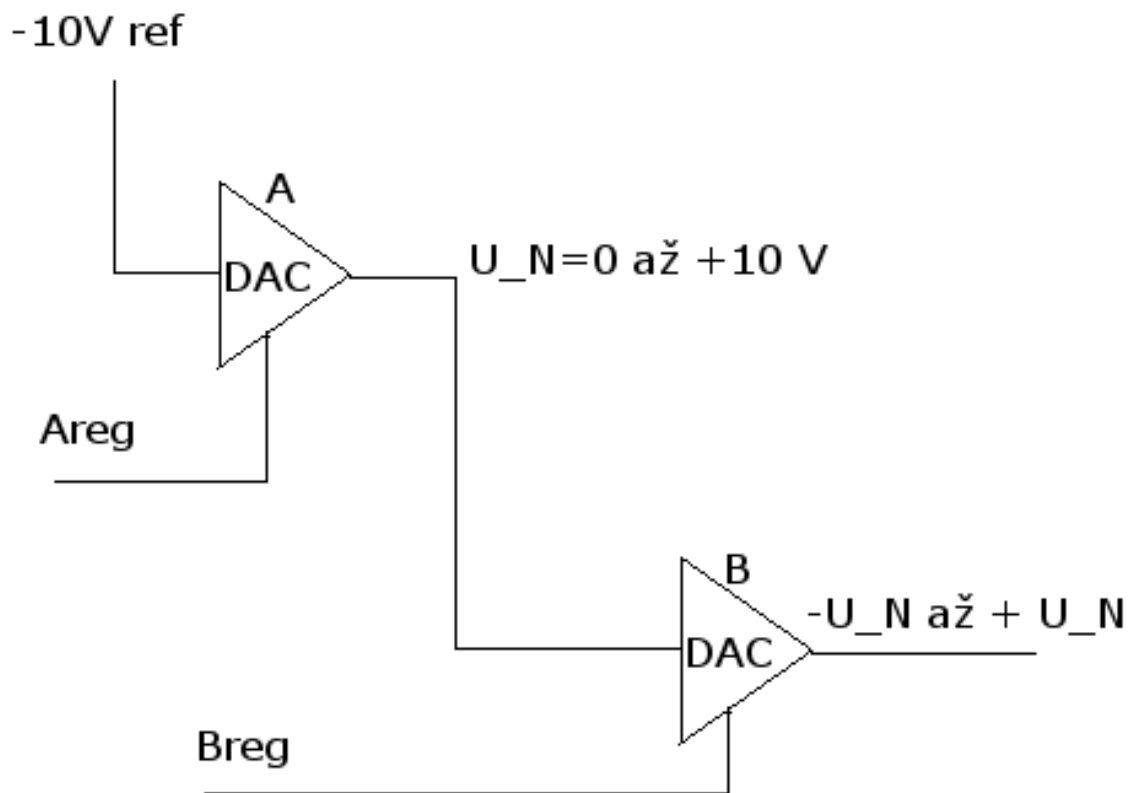 -10V ref
A
DAC
U_N=0 až +10 V
Areg
B
DAC
-U_N až + U_N
Breg